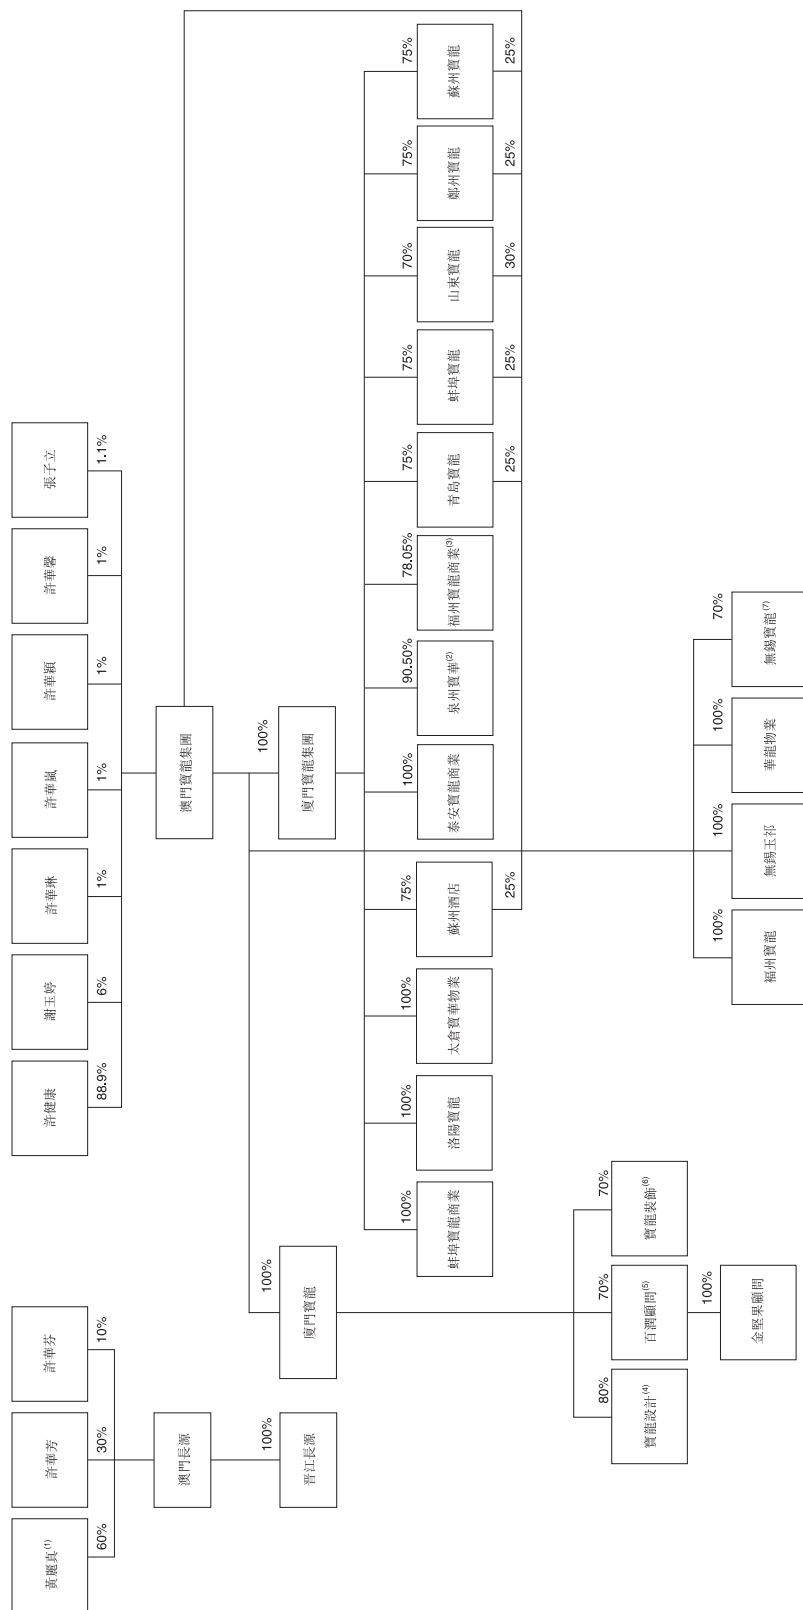 黃麗真(1)
許華芳
許華芬
許健康
謝玉婷
許華琳
許華嵐
許華穎
許華馨
張子立
60%
30%
10%
88.9%
6%
1%
1%
1%
1%
1.1%
澳門長源
澳門寶龍集團
100%
100%
100%
晋江長源
廈門寶龍
廈門寶龍集團
100%
100%
100%
75%
100%
90.50%
78.05%
75%
75%
70%
75%
75%
蚌埠寶龍商業
洛陽寶龍
太倉寶華物業
蘇州酒店
泰安寶龍商業
泉州寶華(2)
福州寶龍商業(3)
青島寶龍
蚌埠寶龍
山東寶龍
鄭州寶龍
蘇州寶龍
25%
25%
25%
30%
25%
25%
80%
70%
70%
寶龍設計(4)
百潤顧問(5)
寶龍裝飾(6)
100%
100%
100%
100%
70%
金堅果顧問
福州寶龍
無錫玉祁
華龍物業
無錫寶龍(7)